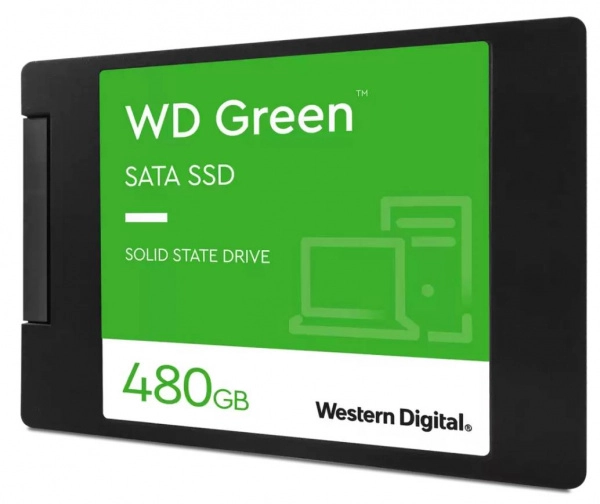 WD Green™
SATA SSD
SOLID STATE DRIVE
480GB
Western Digital®